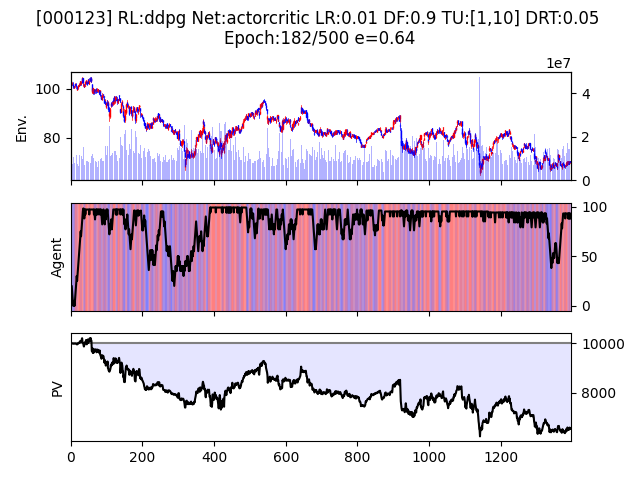 [000123] RL:ddpg Net:actorcritic LR:0.01 DF:0.9 TU:[1,10] DRT:0.05
Epoch:182/500 e=0.64
1e7
Env.
100
80
4
2
0
Agent
100
50
0
PV
10000
8000
0 200 400 600 800 1000 1200